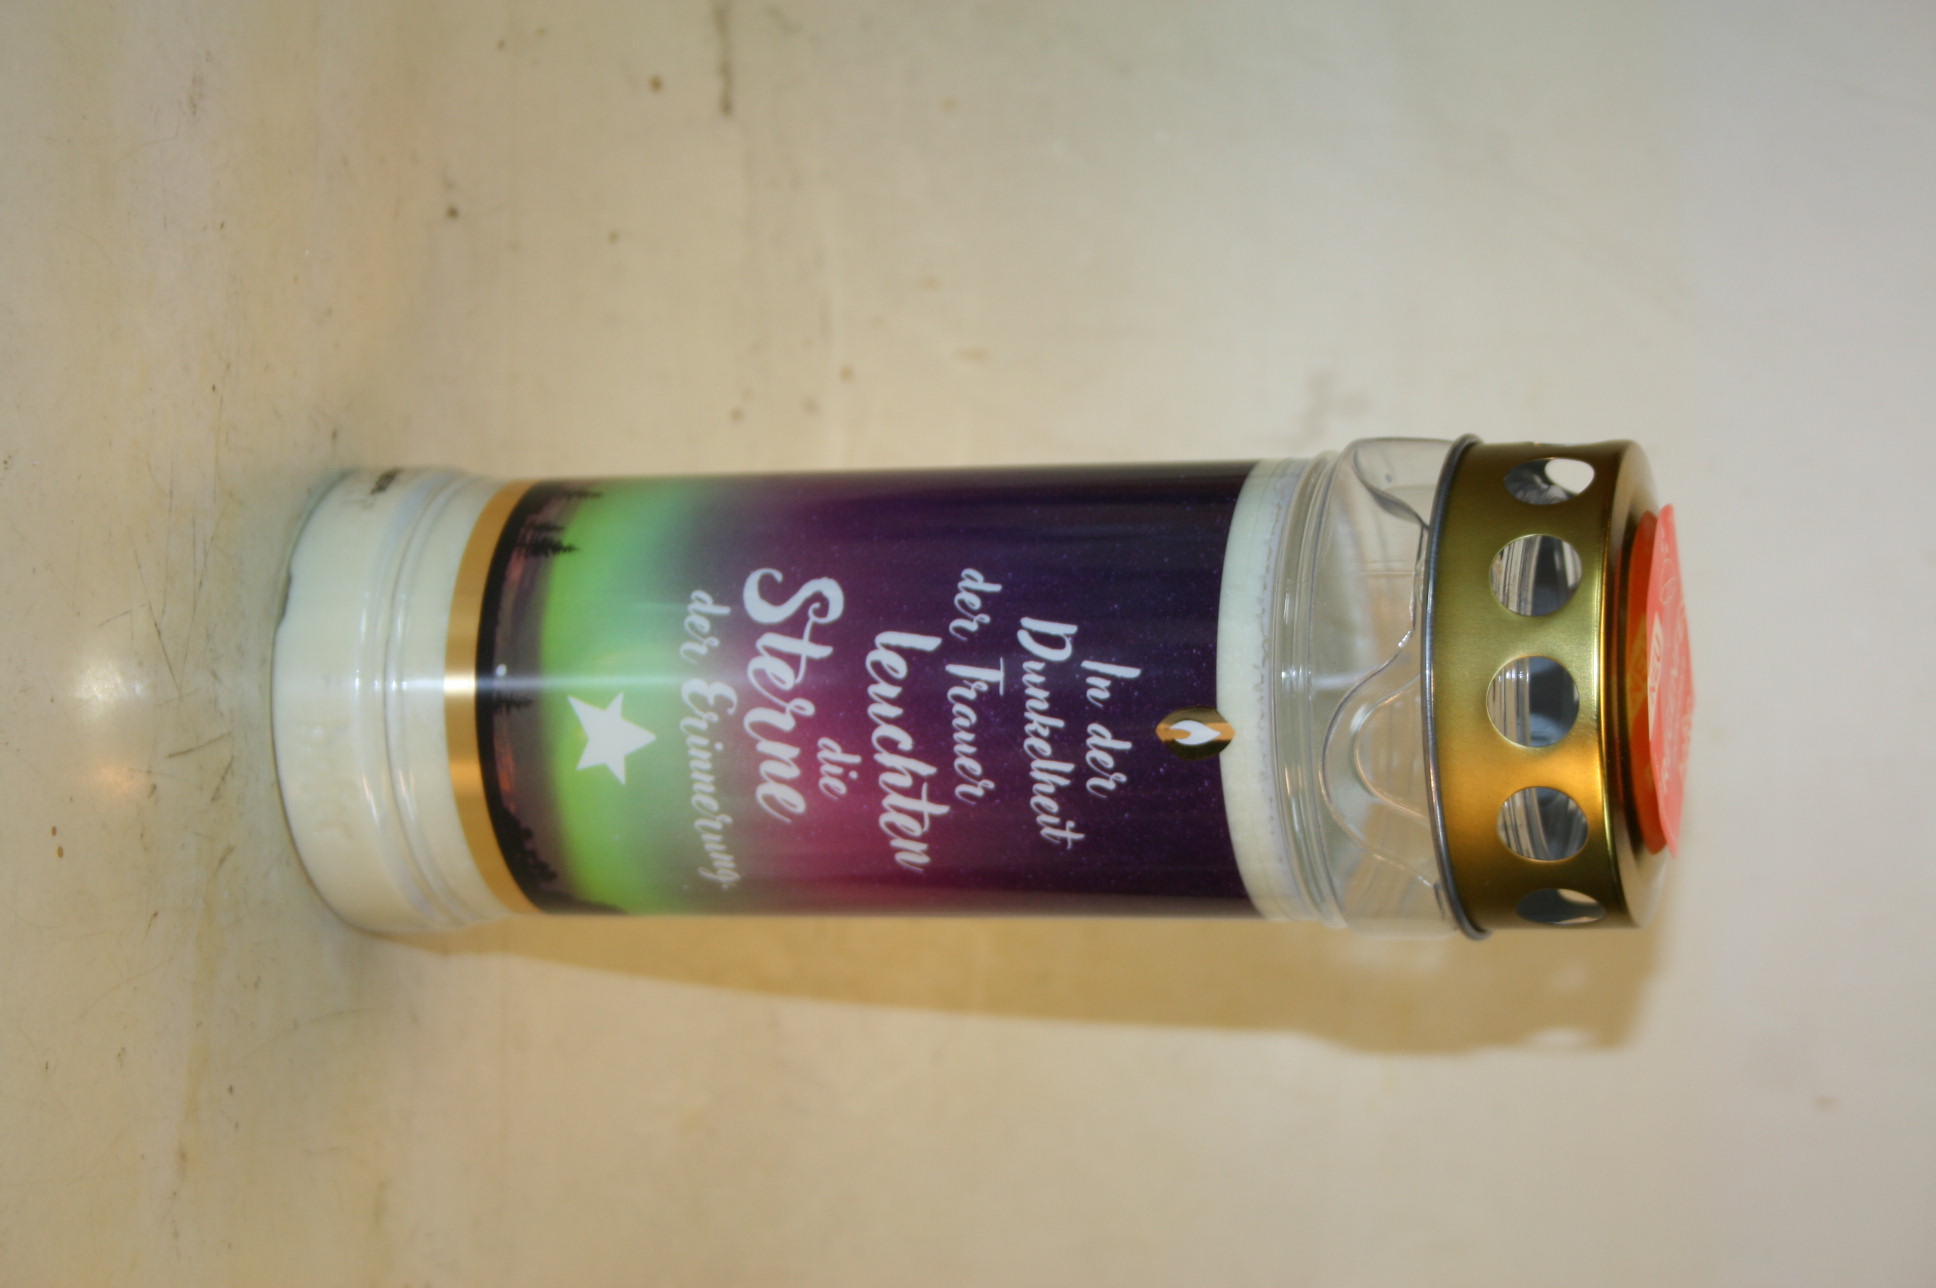 In der
Dunkelheit
der Trauer
leuchten
die
Sterne
der Erinnerung.